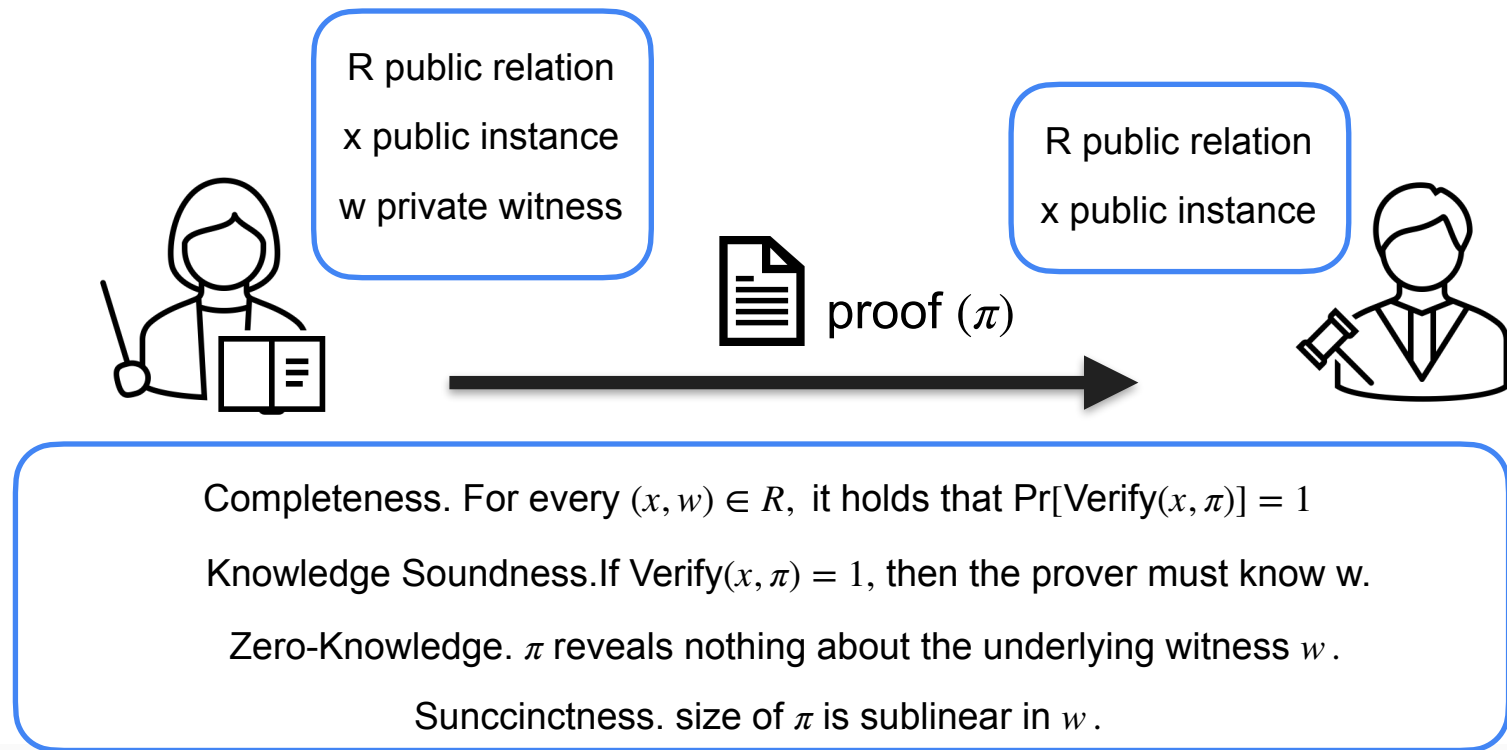 R public relation
x public instance
w private witness
R public relation
x public instance
proof (π)
Completeness. For every (x, w) ∈ R, it holds that Pr[Verify(x, π)] = 1
Knowledge Soundness.If Verify(x, π) = 1, then the prover must know w.
Zero-Knowledge. π reveals nothing about the underlying witness w .
Sunccinctness. size of π is sublinear in w .